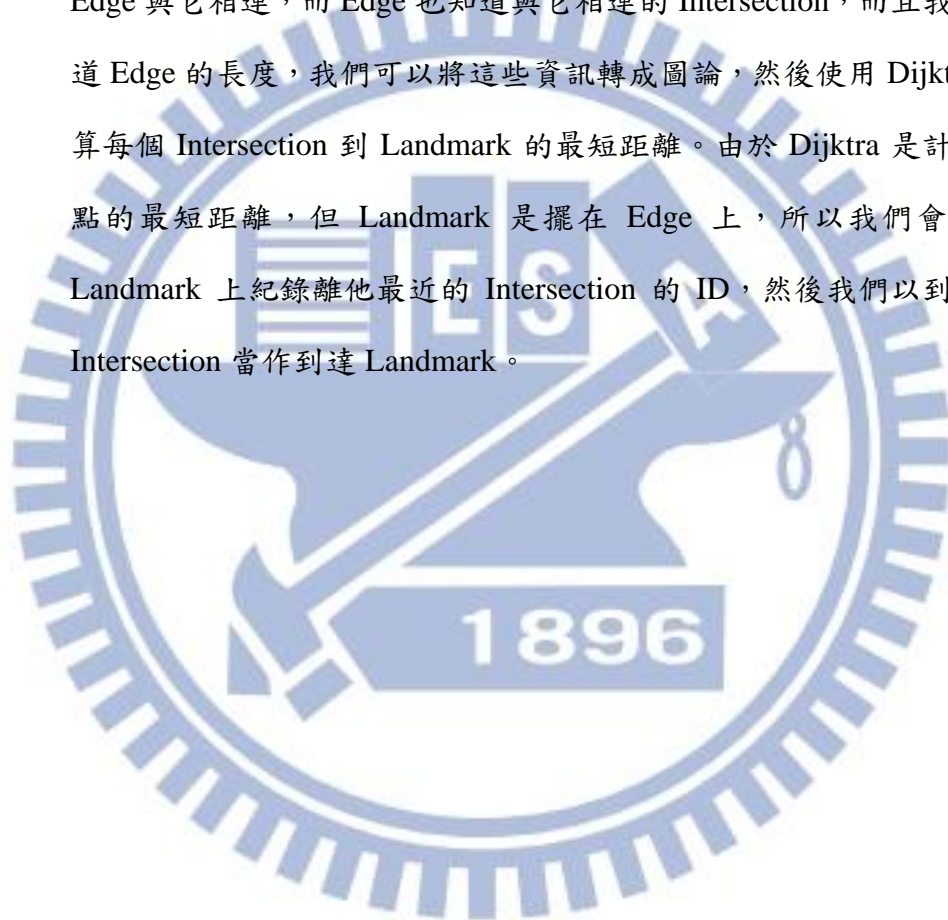 Edge 與它相連，而 Edge 也知道與它相連的 Intersection，而且我
道 Edge 的長度，我們可以將這些資訊轉成圖論，然後使用 Dijkt
算每個 Intersection 到 Landmark 的最短距離。由於 Dijktra 是計
點的最短距離，但 Landmark 是擺在 Edge 上，所以我們會
Landmark 上紀錄離他最近的 Intersection 的 ID，然後我們以到
Intersection 當作到達 Landmark。
E S A
8
1896